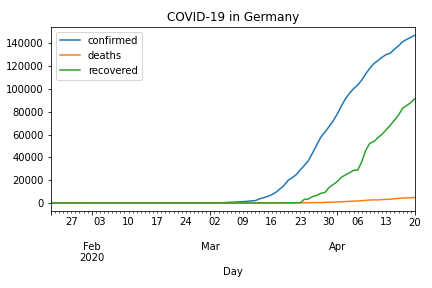 COVID-19 in Germany
confirmed
deaths
recovered
140000
120000
100000
80000
60000
40000
20000
0
27 03 10 17 24 02 09 16 23 30 06 13 20
Feb Mar Apr
2020
Day